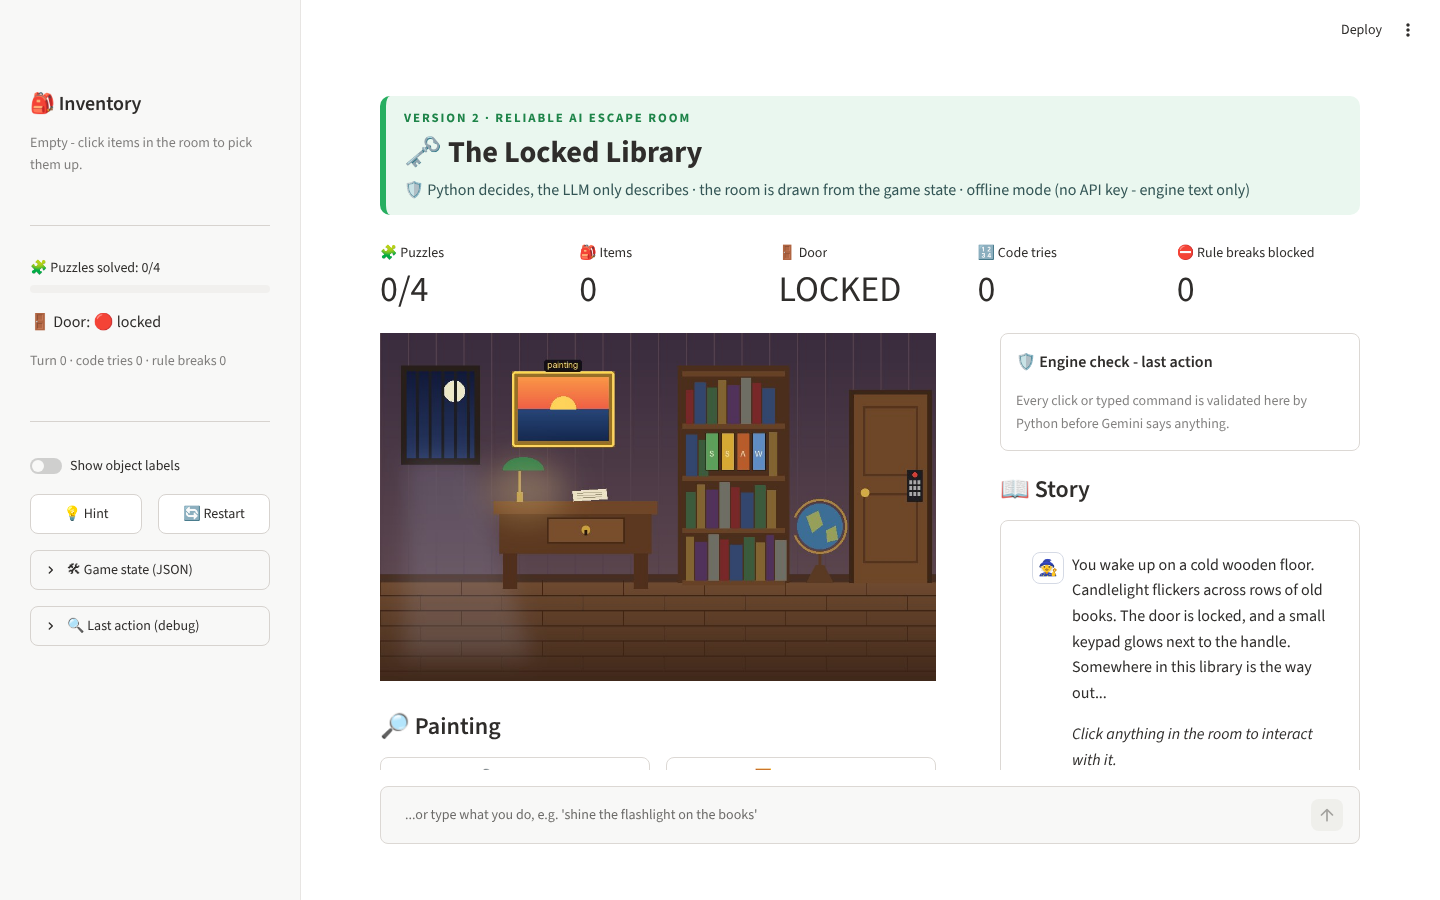 Deploy
🎒 Inventory
Empty - click items in the room to pick
them up.
🧩 Puzzles solved: 0/4
🚪 Door: 🔴 locked
Turn 0 · code tries 0 · rule breaks 0
Show object labels
💡 Hint
🔄 Restart
🛠 Game state (JSON)
🔍 Last action (debug)
VERSION 2 · RELIABLE AI ESCAPE ROOM
🗝️ The Locked Library
🛡️ Python decides, the LLM only describes · the room is drawn from the game state · offline mode (no API key - engine text only)
🧩 Puzzles
0/4
🎒 Items
0
🚪 Door
LOCKED
🔢 Code tries
0
⛔ Rule breaks blocked
0
painting
S 8 A W
🛡️ Engine check - last action
Every click or typed command is validated here by
Python before Gemini says anything.
📖 Story
You wake up on a cold wooden floor.
Candlelight flickers across rows of old
books. The door is locked, and a small
keypad glows next to the handle.
Somewhere in this library is the way
out...
Click anything in the room to interact
with it.
🔎 Painting
...or type what you do, e.g. 'shine the flashlight on the books'